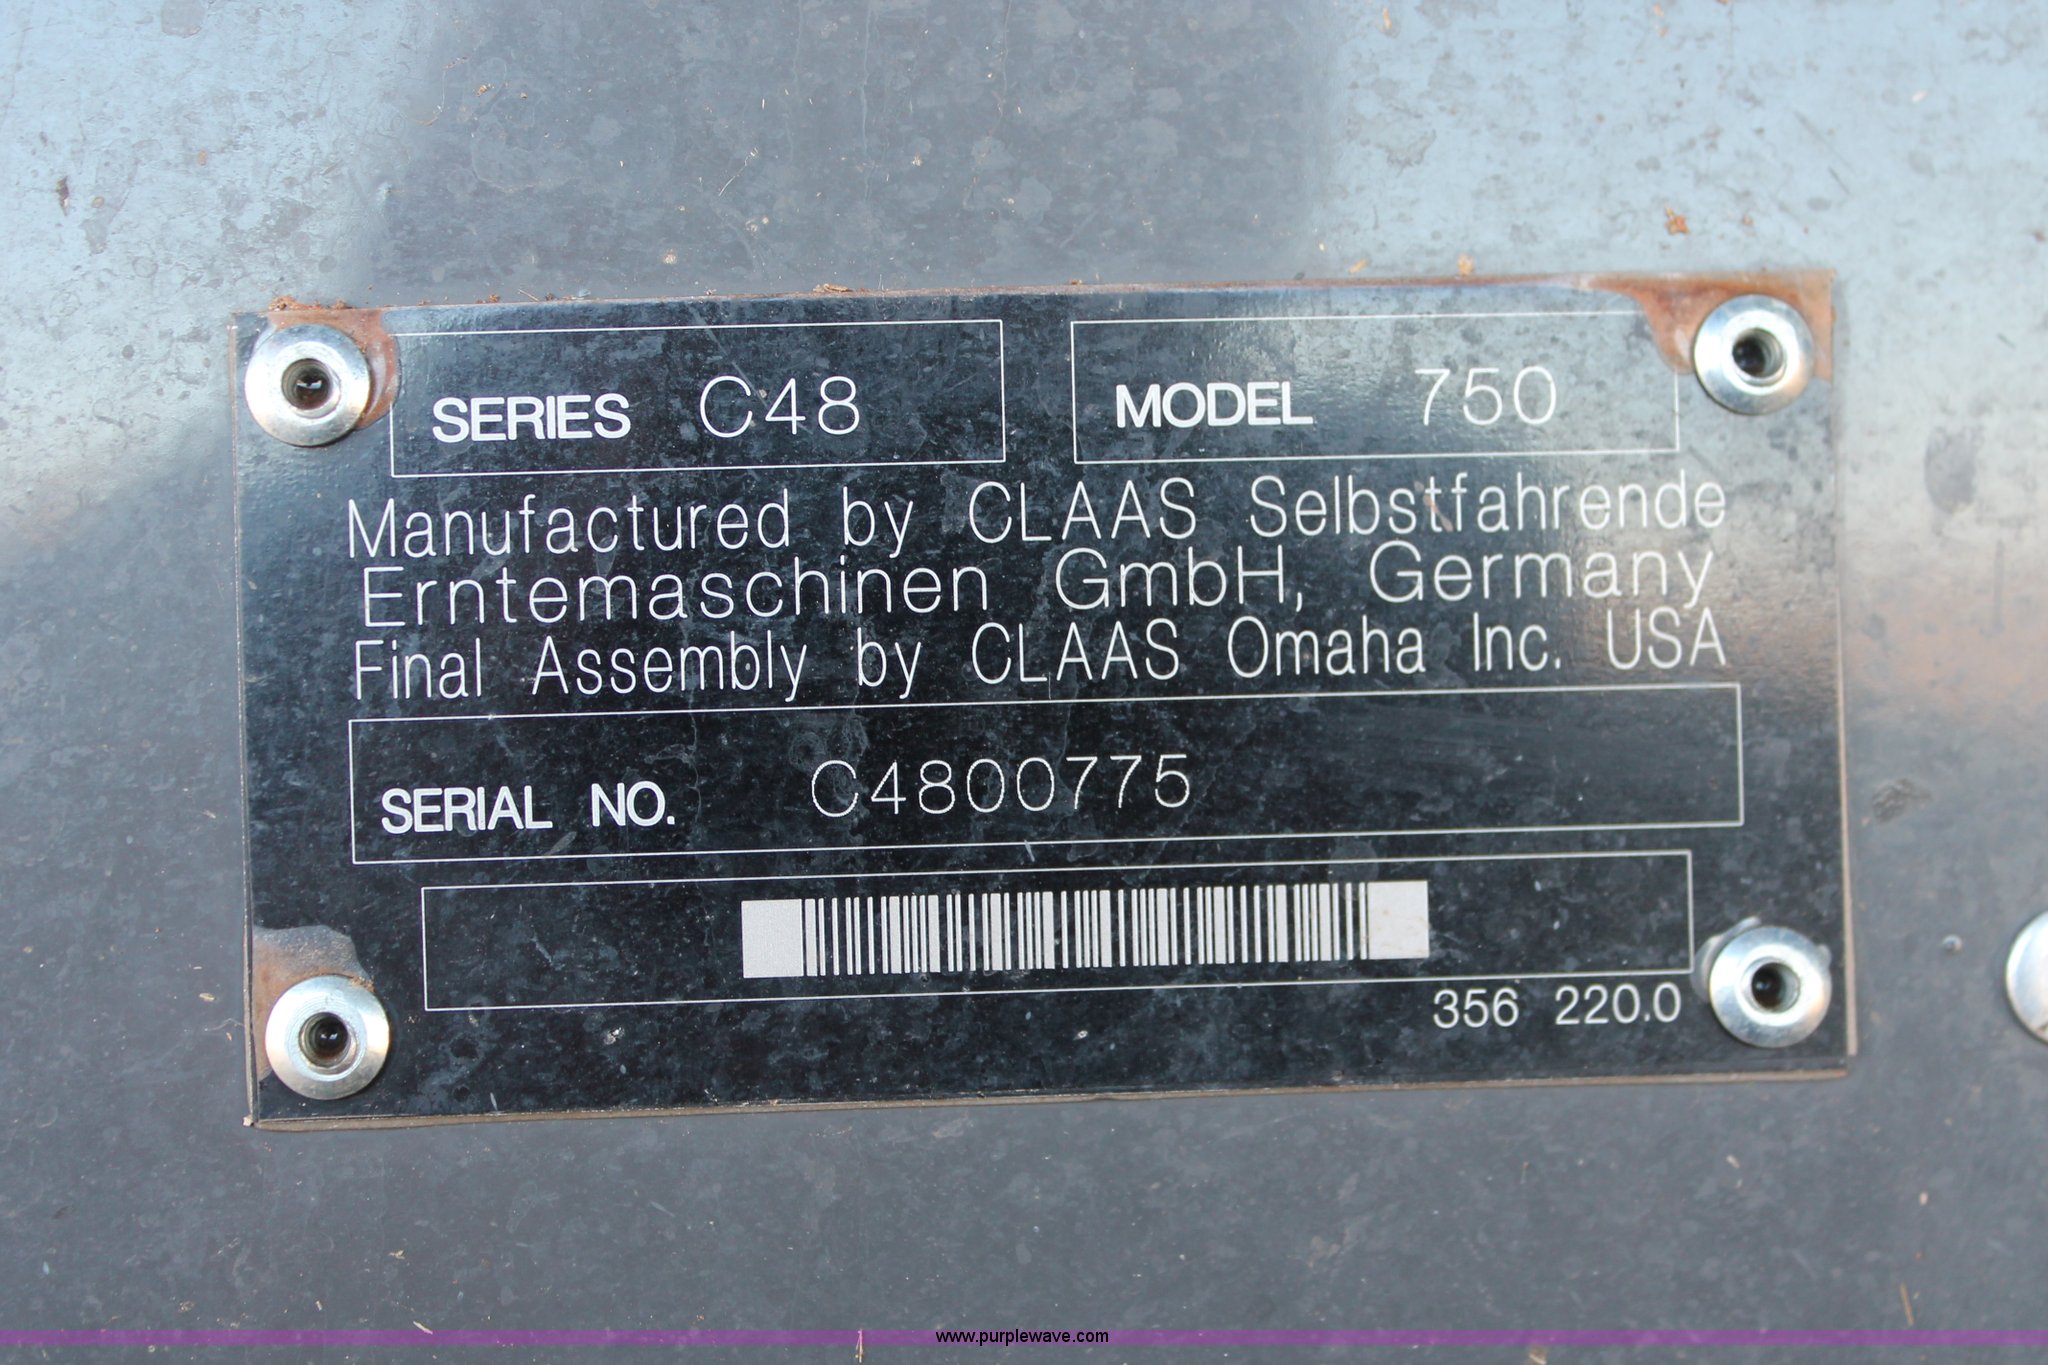 SERIES C48
MODEL 750
Manufactured by CLAAS Selbstfahrende
Erntemaschinen GmbH, Germany
Final Assembly by CLAAS Omaha Inc. USA
SERIAL NO. C4800775
356 220.0
www.purplewave.com